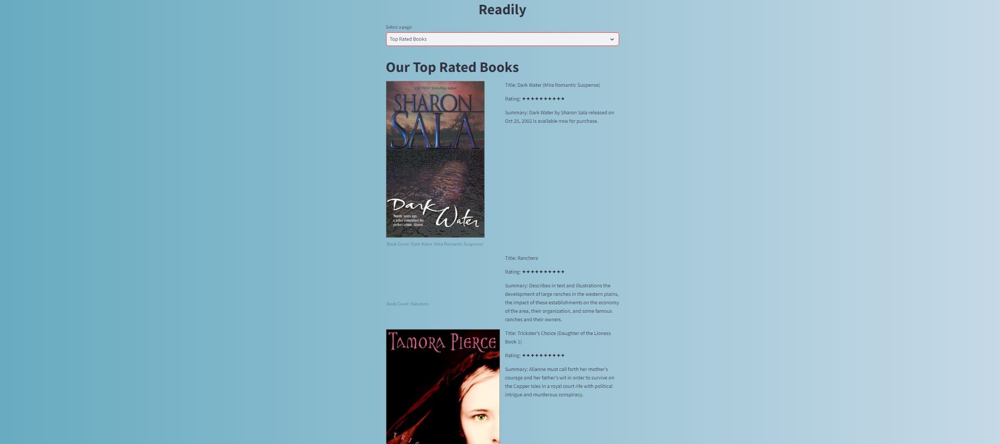 Readily
Select a page:
Top Rated Books
Our Top Rated Books
USA TODAY Bestselling Author
SHARON
SALA
Dark
Water
Twenty years ago,
a killer committed the
perfect crime. Almost...
Book Cover: Dark Water (Mira Romantic Suspense)
Title: Dark Water (Mira Romantic Suspense)
Rating: ✦✦✦✦✦✦✦✦✦✦
Summary: Dark Water by Sharon Sala released on
Oct 25, 2002 is available now for purchase.
Book Cover: Ranchers
Title: Ranchers
Rating: ✦✦✦✦✦✦✦✦✦✦
Summary: Describes in text and illustrations the
development of large ranches in the western plains,
the impact of these establishments on the economy
of the area, their organization, and some famous
ranches and their owners.
TAMORA PIERCE
TRIC
Title: Trickster's Choice (Daughter of the Lioness
Book 1)
Rating: ✦✦✦✦✦✦✦✦✦✦
Summary: Alianne must call forth her mother's
courage and her father's wit in order to survive on
the Copper Isles in a royal court rife with political
intrigue and murderous conspiracy.